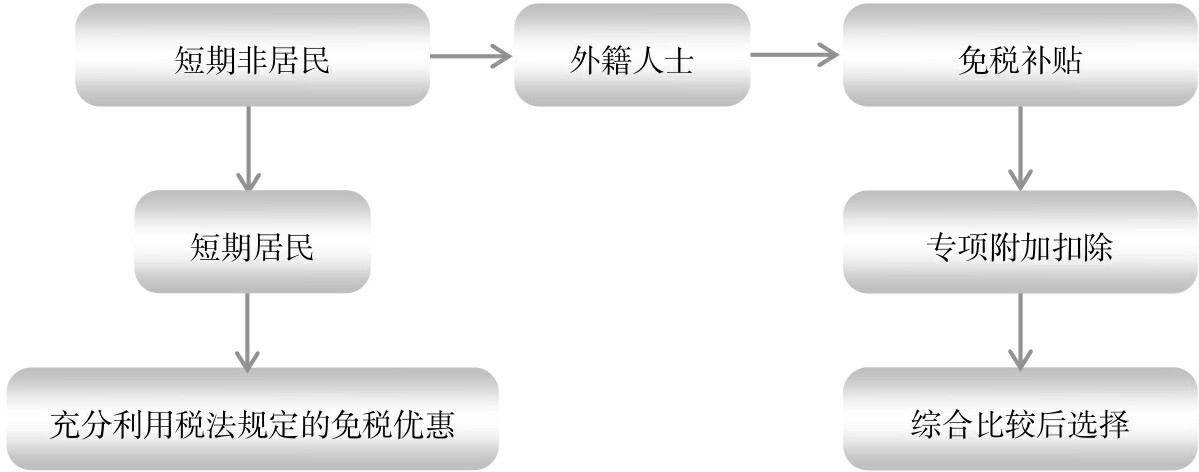 短期非居民
外籍人士
免税补贴
短期居民
专项附加扣除
充分利用税法规定的免税优惠
综合比较后选择